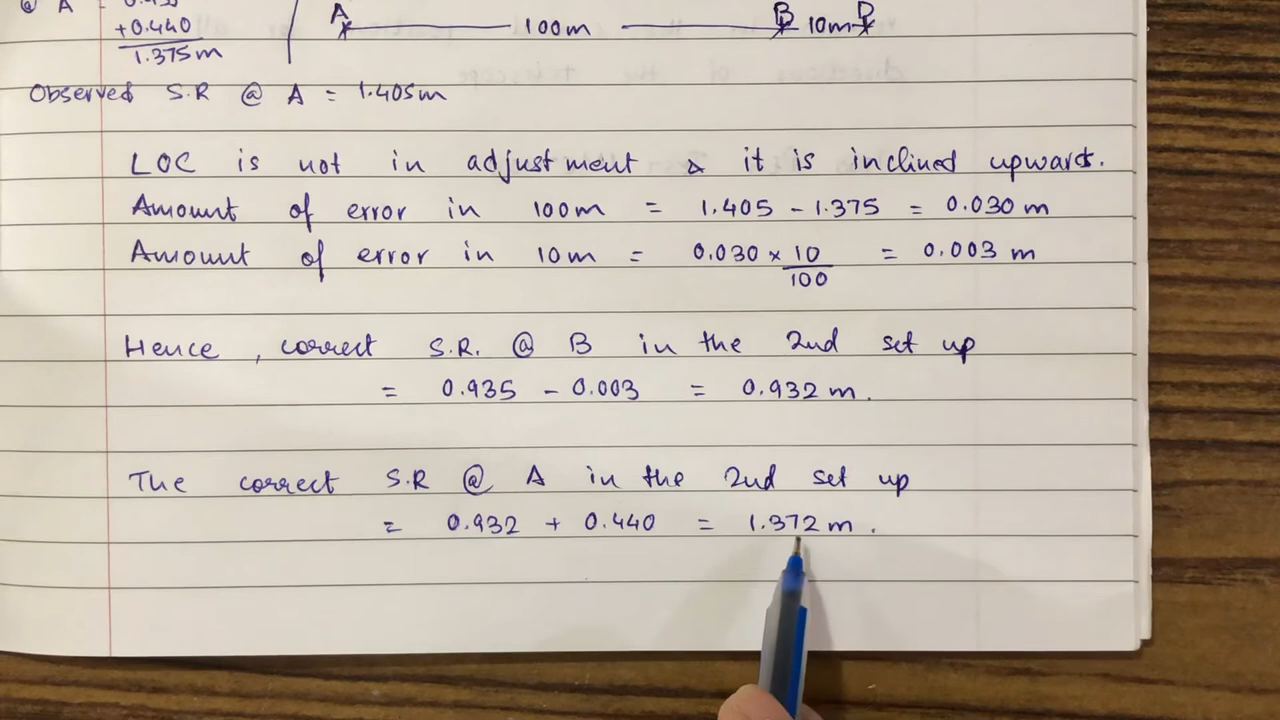 @ A =
+0.440
1.375m
A 100m B 10m D
Observed S.R @ A = 1.405m
LOC is not in adjustment & it is inclined upwards.
Amount of error in 100m = 1.405 - 1.375 = 0.030 m
Amount of error in 10m = 0.030 × 10/100 = 0.003 m
Hence, correct S.R. @ B in the 2nd set up
= 0.935 - 0.003 = 0.932 m.
The correct S.R @ A in the 2nd set up
= 0.932 + 0.440 = 1.372 m.